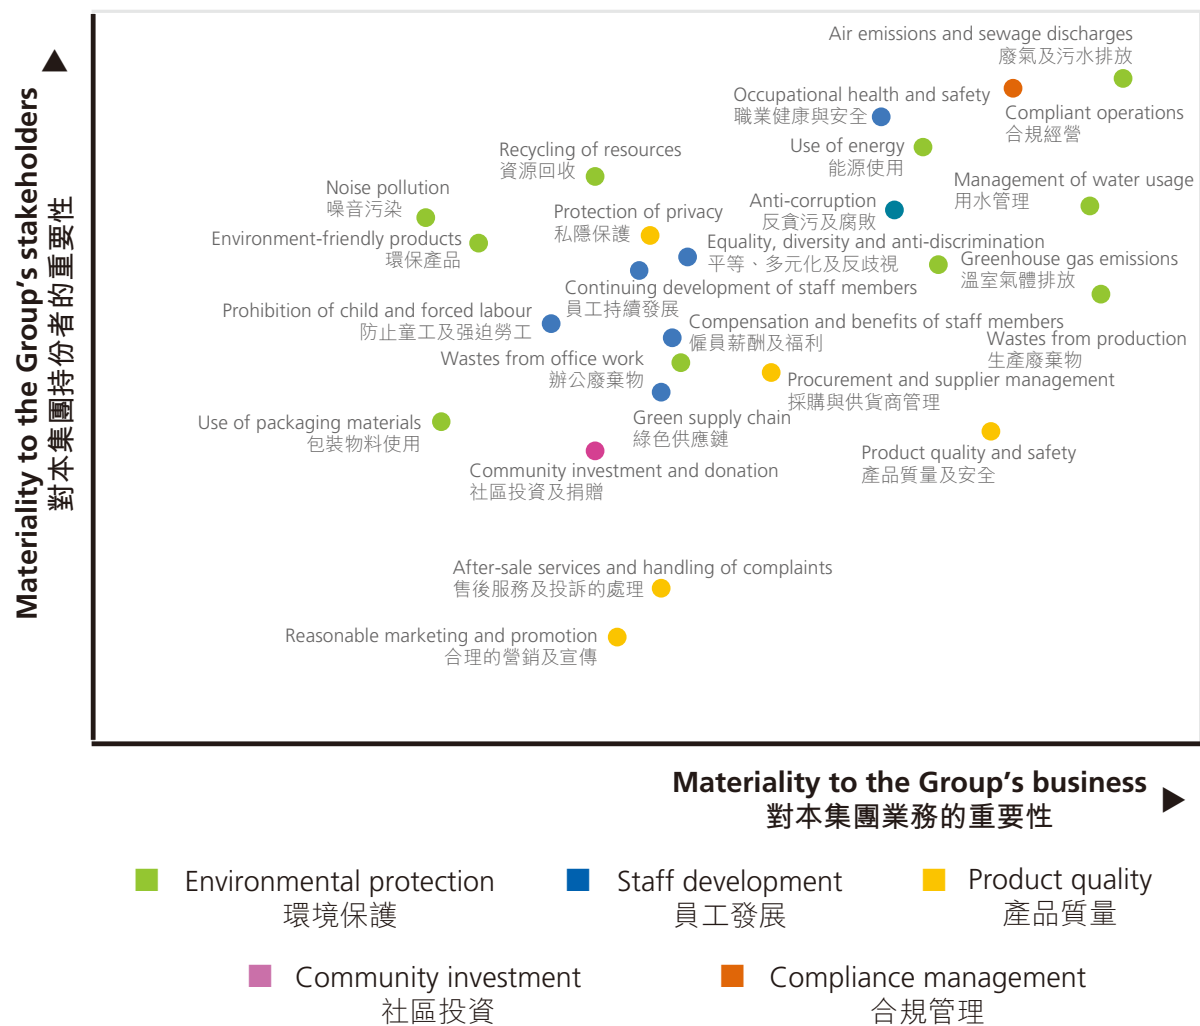 Air emissions and sewage discharges
廢氣及污水排放
Occupational health and safety
職業健康與安全
Compliant operations
合規經營
Use of energy
能源使用
Recycling of resources
資源回收
Management of water usage
用水管理
Noise pollution
噪音污染
Anti-corruption
反貪污及腐敗
Protection of privacy
私隱保護
Environment-friendly products
環保產品
Equality, diversity and anti-discrimination
平等、多元化及反歧視
Greenhouse gas emissions
溫室氣體排放
Continuing development of staff members
員工持續發展
Prohibition of child and forced labour
防止童工及强迫勞工
Compensation and benefits of staff members
僱員薪酬及福利
Wastes from production
生產廢棄物
Wastes from office work
辦公廢棄物
Procurement and supplier management
採購與供貨商管理
Use of packaging materials
包裝物料使用
Green supply chain
綠色供應鏈
Product quality and safety
產品質量及安全
Community investment and donation
社區投資及捐贈
After-sale services and handling of complaints
售後服務及投訴的處理
Reasonable marketing and promotion
合理的營銷及宣傳
Materiality to the Group's stakeholders
對本集團持份者的重要性
Materiality to the Group's business
對本集團業務的重要性
Environmental protection
環境保護
Staff development
員工發展
Product quality
產品質量
Community investment
社區投資
Compliance management
合規管理